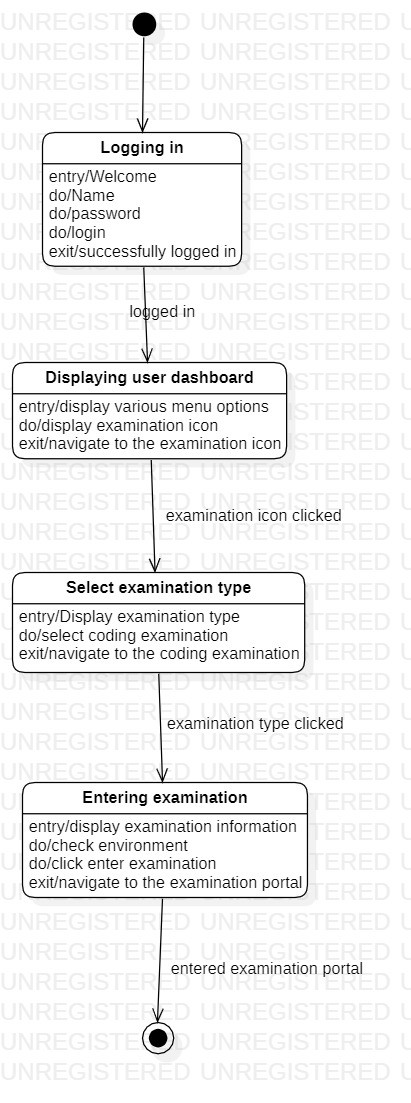 Logging in
entry/Welcome
do/Name
do/password
do/login
exit/successfully logged in
logged in
Displaying user dashboard
entry/display various menu options
do/display examination icon
exit/navigate to the examination icon
examination icon clicked
Select examination type
entry/Display examination type
do/select coding examination
exit/navigate to the coding examination
examination type clicked
Entering examination
entry/display examination information
do/check environment
do/click enter examination
exit/navigate to the examination portal
entered examination portal
UNREGISTERED